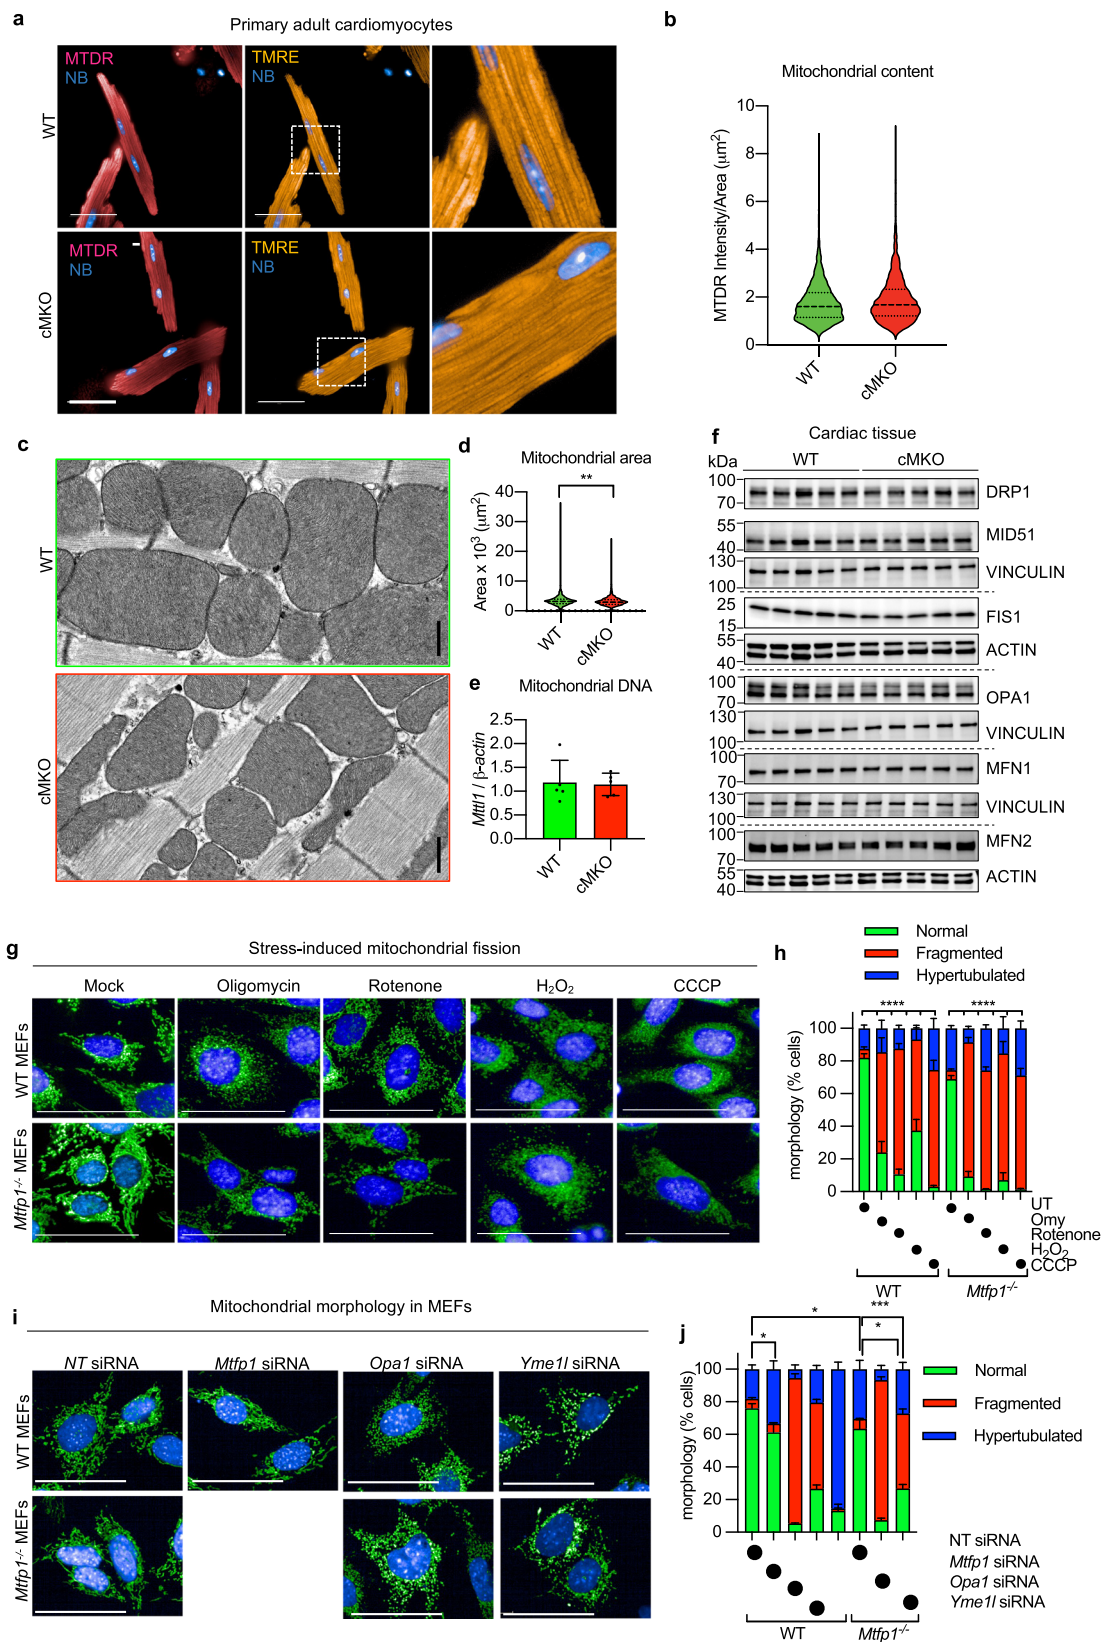 a
Primary adult cardiomyocytes
MTDR
NB
TMRE
NB
WT
MTDR
NB
TMRE
NB
cMKO
b
Mitochondrial content
MTDR Intensity/Area (μm²)
10
8
6
4
2
0
WT
cMKO
c
WT
cMKO
d
Mitochondrial area
**
Area x 10³ (μm²)
40
30
20
10
0
WT
cMKO
e
Mitochondrial DNA
Mttl1 / β-actin
2.5
2.0
1.5
1.0
0.5
0.0
WT
cMKO
f
Cardiac tissue
kDa
WT
cMKO
100
70
DRP1
55
40
MID51
130
100
VINCULIN
25
15
FIS1
55
40
ACTIN
100
70
OPA1
130
100
VINCULIN
100
70
MFN1
130
100
VINCULIN
100
70
MFN2
55
40
ACTIN
g
Stress-induced mitochondrial fission
Mock
Oligomycin
Rotenone
H₂O₂
CCCP
WT MEFs
Mtfp1⁻/⁻ MEFs
h
Normal
Fragmented
Hypertubulated
****
****
morphology (% cells)
100
80
60
40
20
0
UT
Omy
Rotenone
H₂O₂
CCCP
WT
Mtfp1⁻/⁻
i
Mitochondrial morphology in MEFs
NT siRNA
Mtfp1 siRNA
Opa1 siRNA
Yme1l siRNA
WT MEFs
Mtfp1⁻/⁻ MEFs
j
*
***
*
*
morphology (% cells)
100
80
60
40
20
0
Normal
Fragmented
Hypertubulated
NT siRNA
Mtfp1 siRNA
Opa1 siRNA
Yme1l siRNA
WT
Mtfp1⁻/⁻